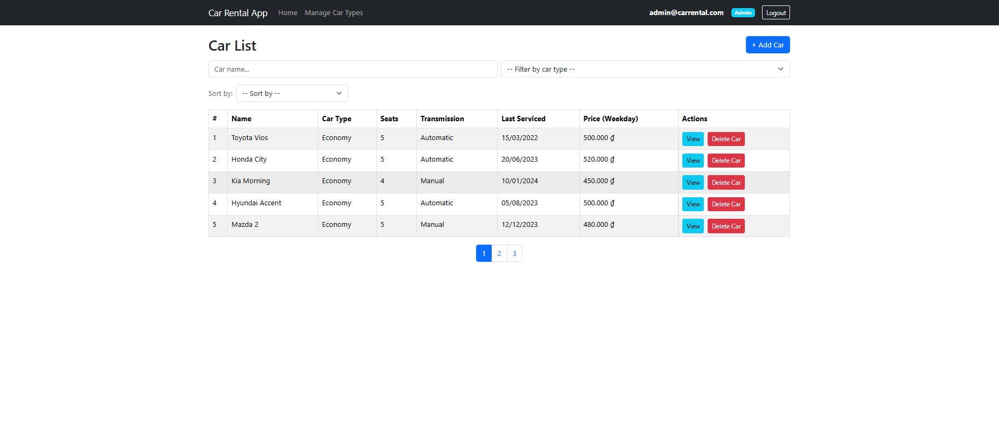 Car Rental App Home Manage Car Types admin@carrental.com Admin Logout
Car List + Add Car
Car name... -- Filter by car type --
Sort by: -- Sort by --
# Name Car Type Seats Transmission Last Serviced Price (Weekday) Actions
1 Toyota Vios Economy 5 Automatic 15/03/2022 500.000 ₫ View Delete Car
2 Honda City Economy 5 Automatic 20/06/2023 520.000 ₫ View Delete Car
3 Kia Morning Economy 4 Manual 10/01/2024 450.000 ₫ View Delete Car
4 Hyundai Accent Economy 5 Automatic 05/08/2023 500.000 ₫ View Delete Car
5 Mazda 2 Economy 5 Manual 12/12/2023 480.000 ₫ View Delete Car
1 2 3